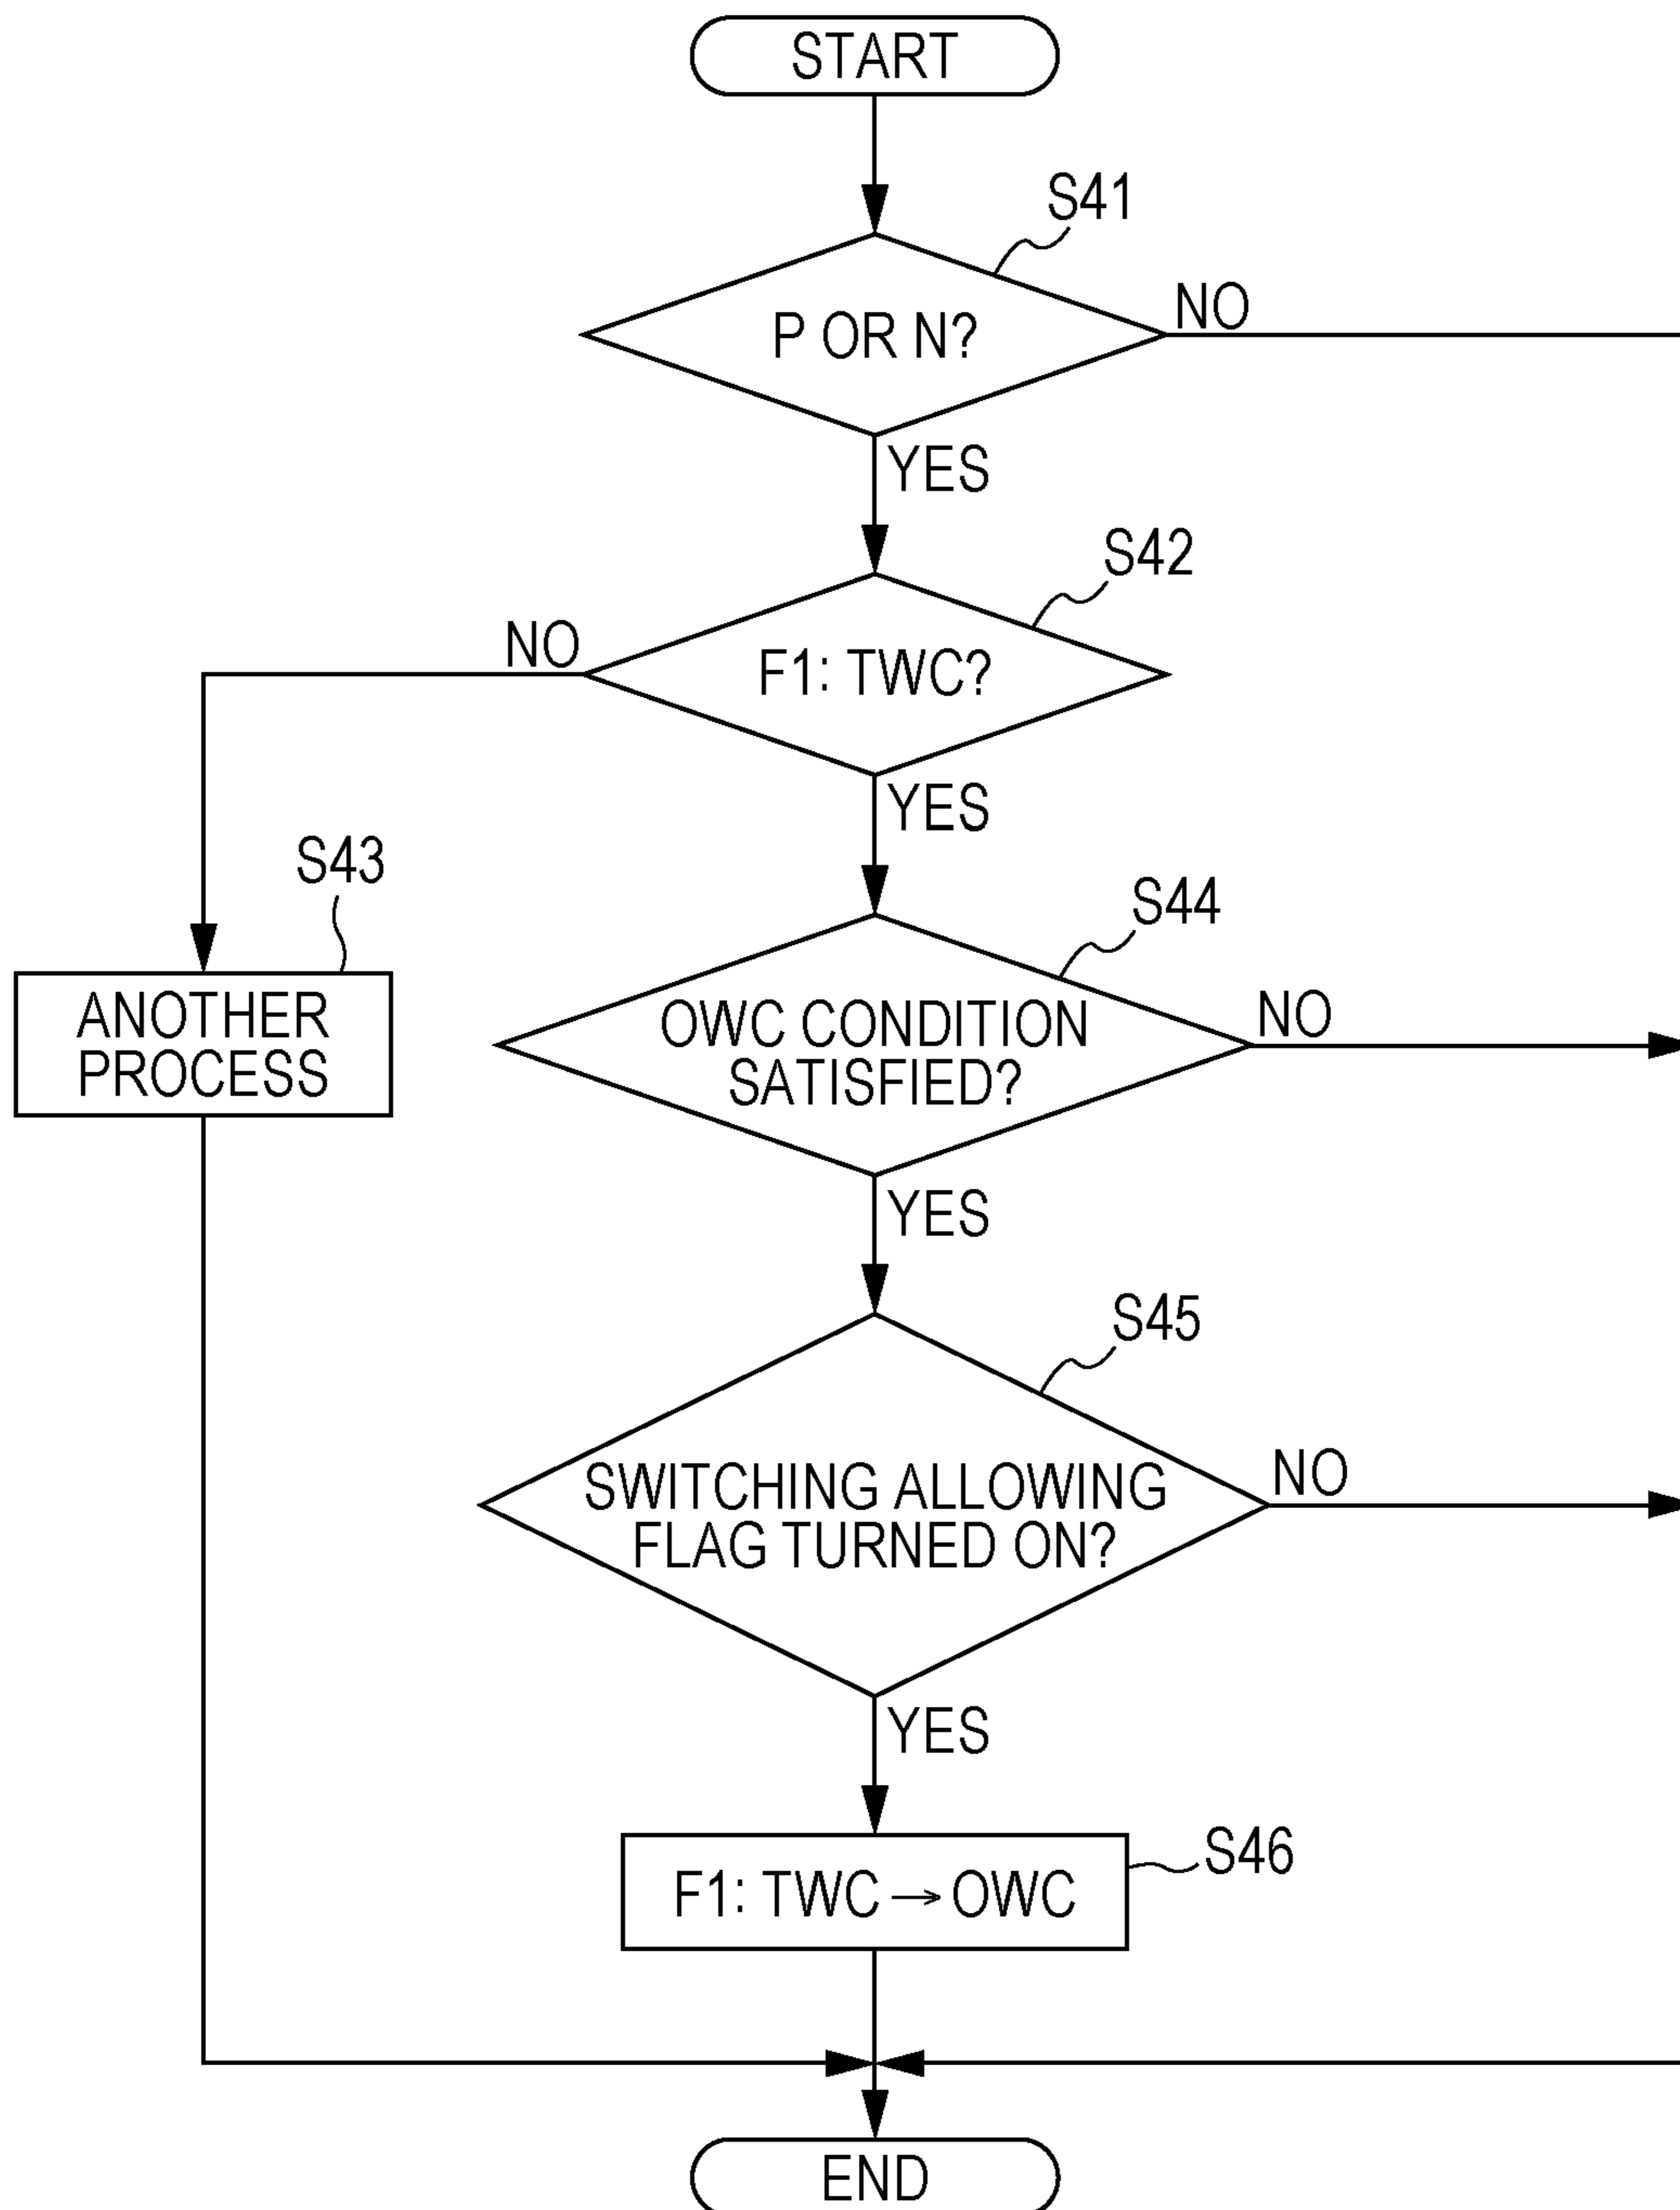 START
S41
P OR N?
NO
YES
S42
NO
F1: TWC?
YES
S43
ANOTHER
PROCESS
S44
OWC CONDITION
SATISFIED?
NO
YES
S45
SWITCHING ALLOWING
FLAG TURNED ON?
NO
YES
S46
F1: TWC → OWC
END